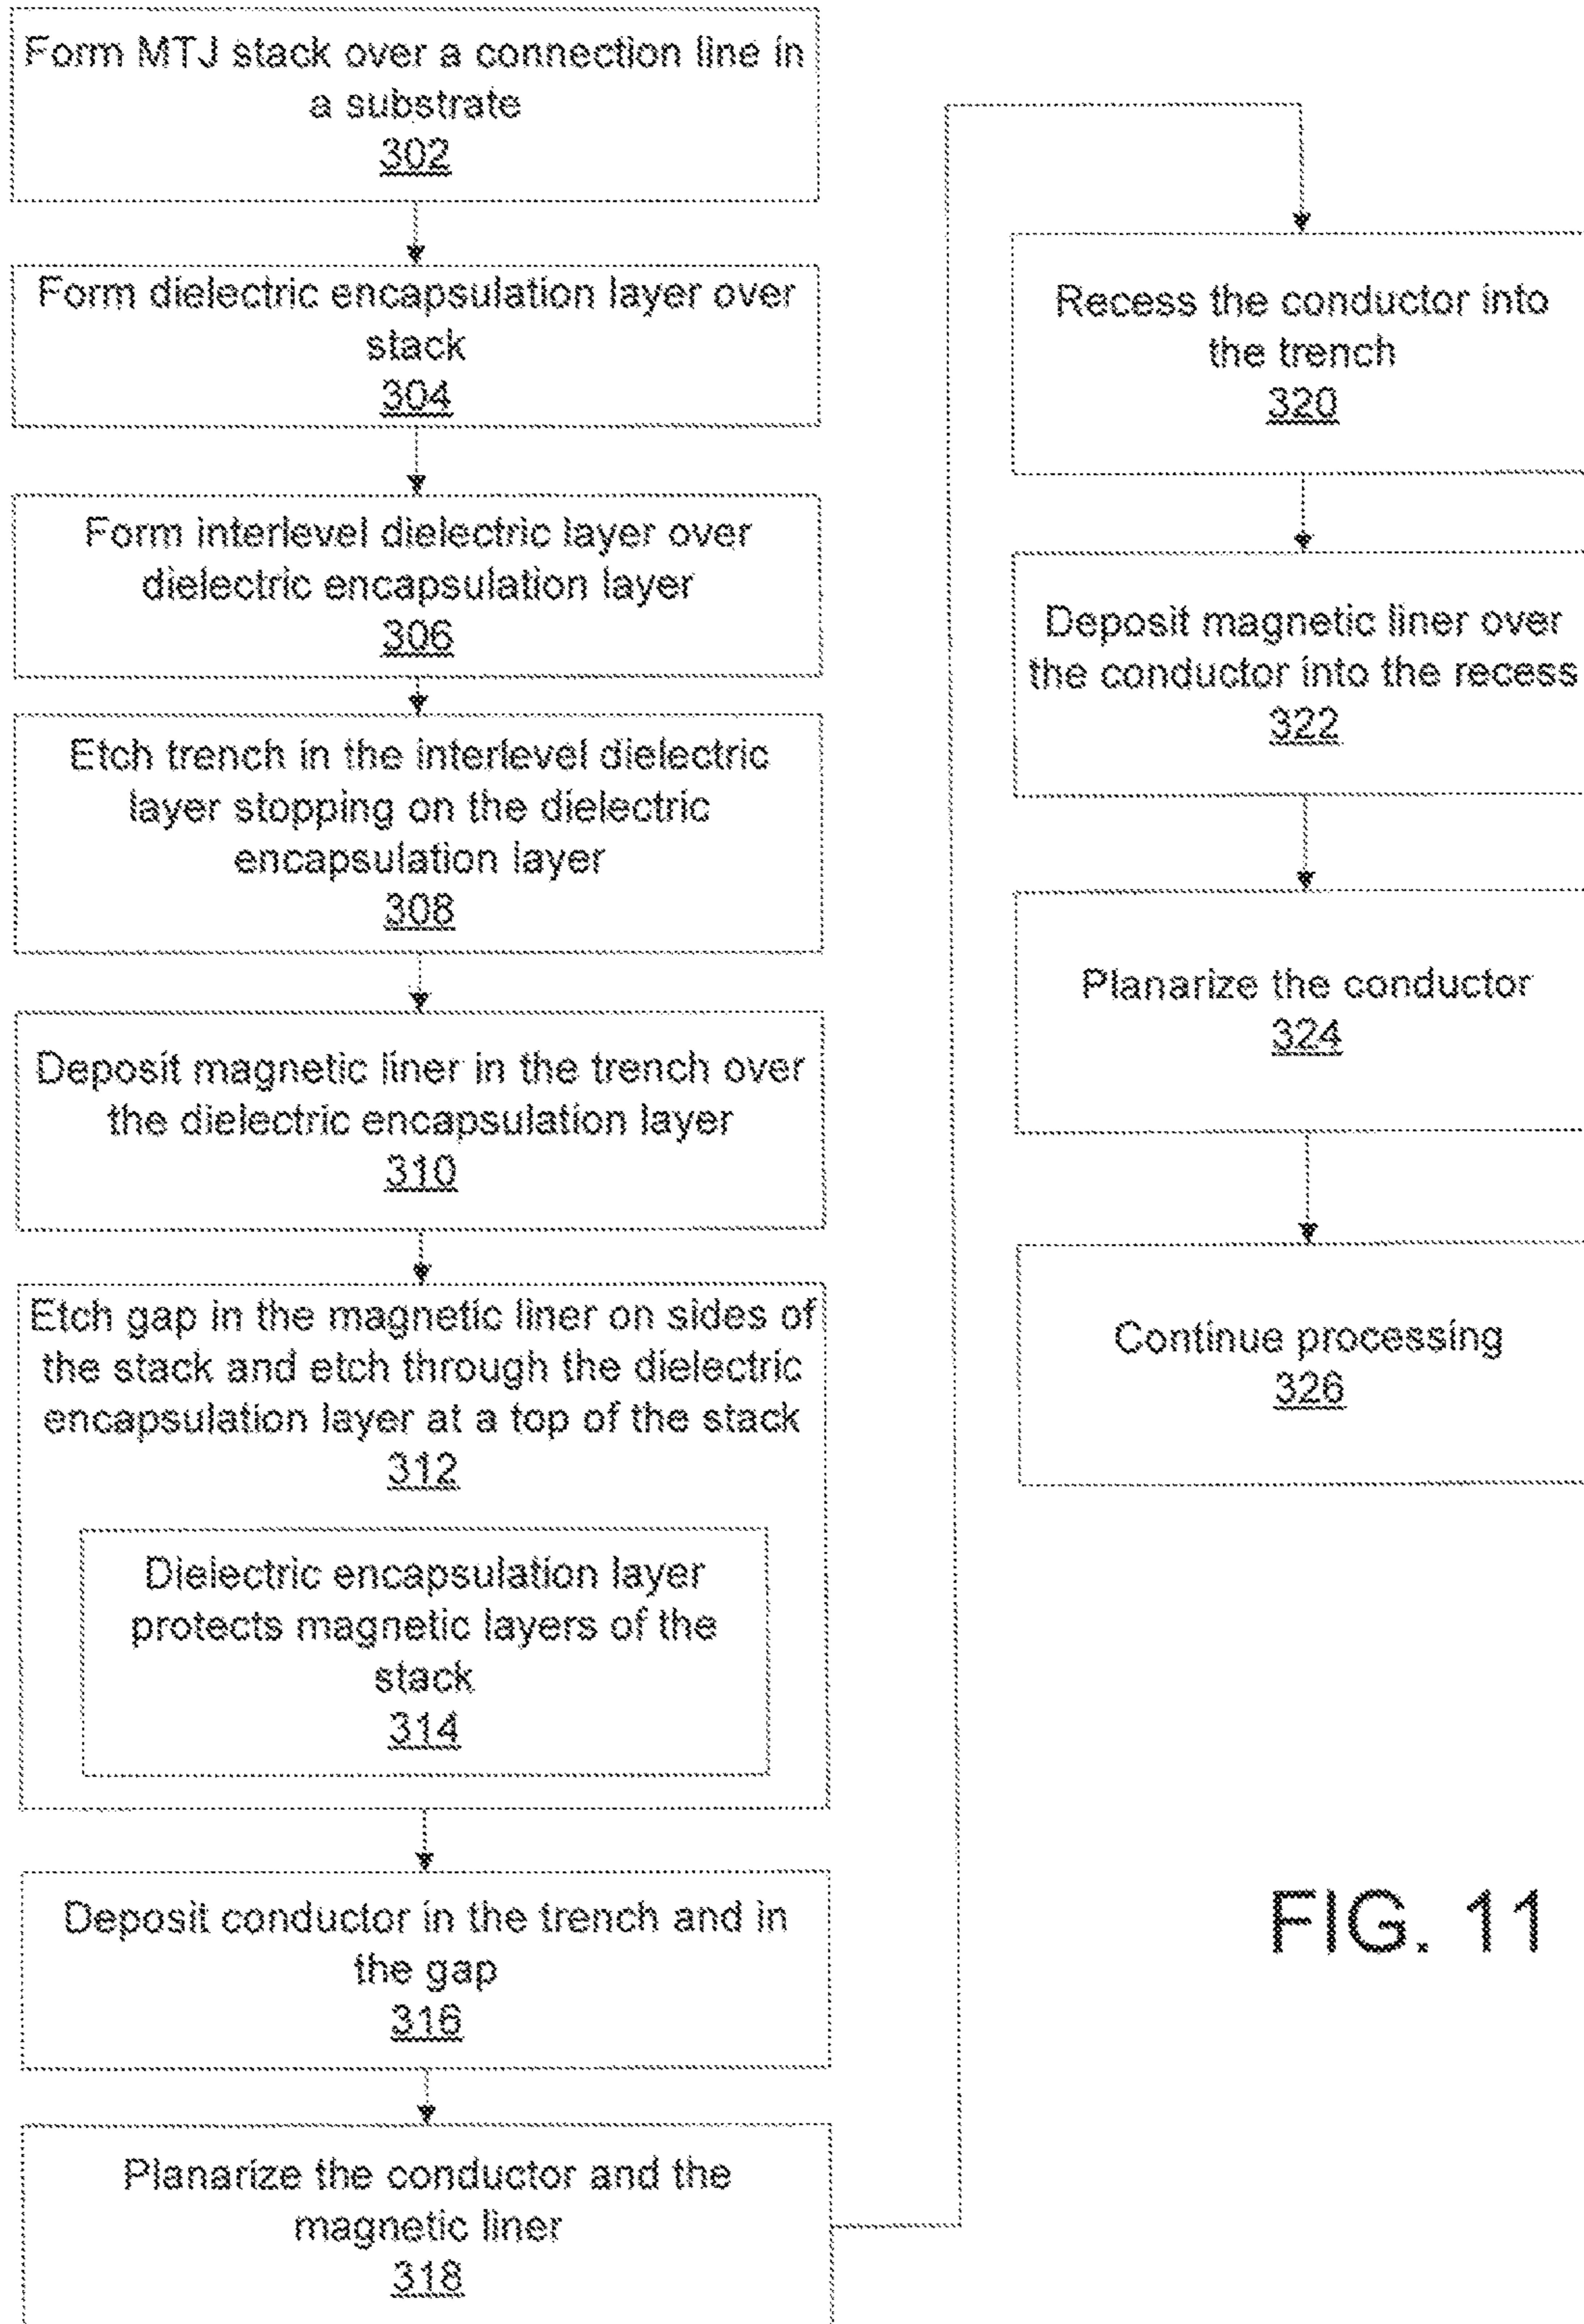 Form MTJ stack over a connection line in
a substrate
302
Form dielectric encapsulation layer over
stack
304
Form interlevel dielectric layer over
dielectric encapsulation layer
306
Etch trench in the interlevel dielectric
layer stopping on the dielectric
encapsulation layer
308
Deposit magnetic liner in the trench over
the dielectric encapsulation layer
310
Etch gap in the magnetic liner on sides of
the stack and etch through the dielectric
encapsulation layer at a top of the stack
312
Dielectric encapsulation layer
protects magnetic layers of the
stack
314
Deposit conductor in the trench and in
the gap
316
Planarize the conductor and the
magnetic liner
318
Recess the conductor into
the trench
320
Deposit magnetic liner over
the conductor into the recess
322
Planarize the conductor
324
Continue processing
326
FIG. 11